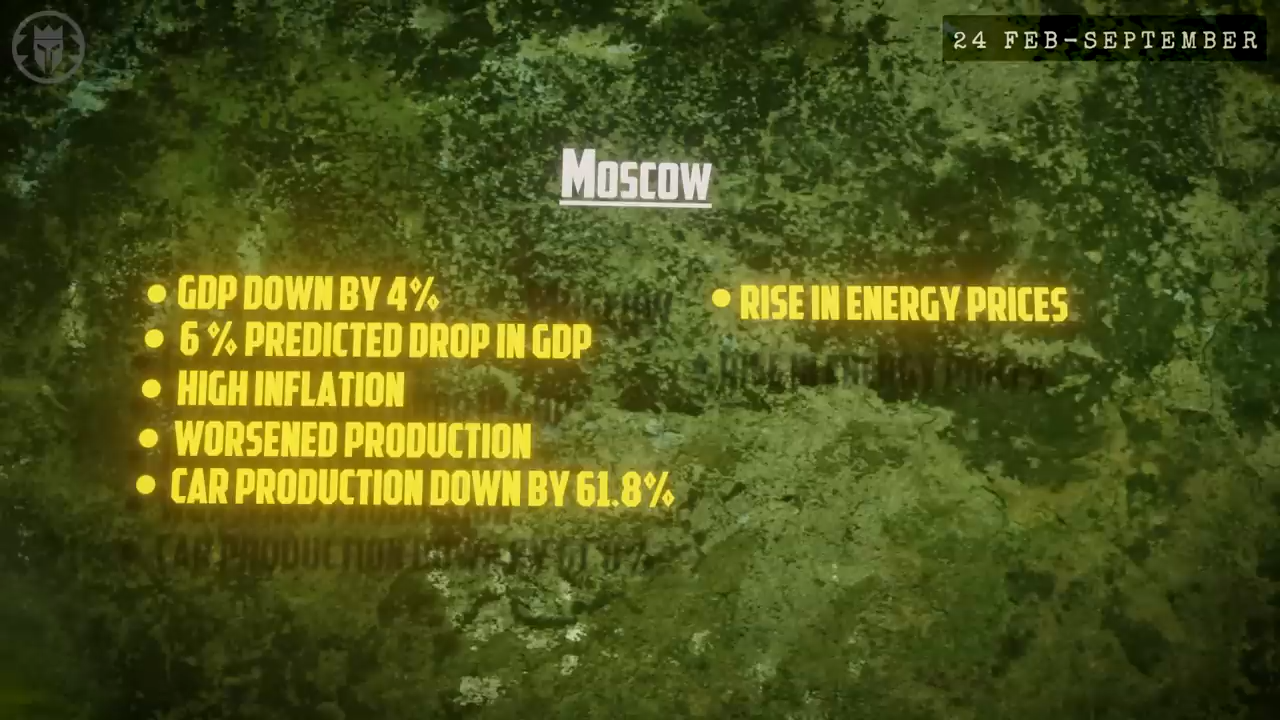 24 FEB-SEPTEMBER
MOSCOW
• GDP DOWN BY 4%
• 6 % PREDICTED DROP IN GDP
• HIGH INFLATION
• WORSENED PRODUCTION
• CAR PRODUCTION DOWN BY 61.8%
• RISE IN ENERGY PRICES